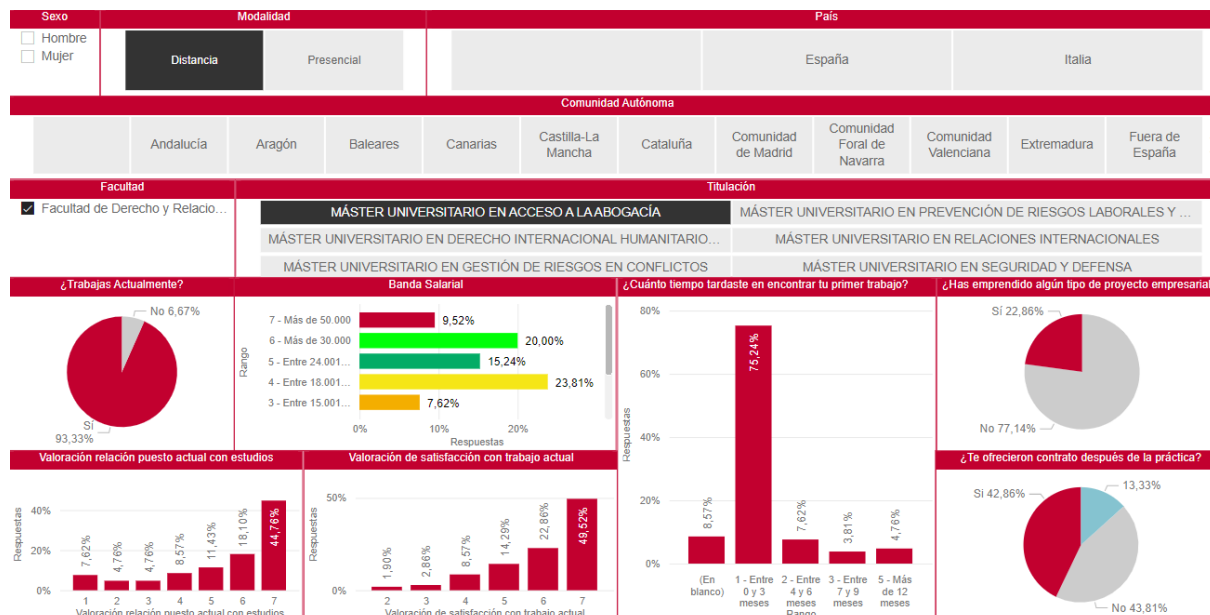 Sexo
Modalidad
País
Hombre
Mujer
Distancia
Presencial
España
Italia
Comunidad Autónoma
Andalucía
Aragón
Baleares
Canarias
Castilla-La
Mancha
Cataluña
Comunidad
de Madrid
Comunidad
Foral de
Navarra
Comunidad
Valenciana
Extremadura
Fuera de
España
Facultad
Titulación
Facultad de Derecho y Relacio...
MÁSTER UNIVERSITARIO EN ACCESO A LA ABOGACÍA
MÁSTER UNIVERSITARIO EN PREVENCIÓN DE RIESGOS LABORALES Y ...
MÁSTER UNIVERSITARIO EN DERECHO INTERNACIONAL HUMANITARIO...
MÁSTER UNIVERSITARIO EN RELACIONES INTERNACIONALES
MÁSTER UNIVERSITARIO EN GESTIÓN DE RIESGOS EN CONFLICTOS
MÁSTER UNIVERSITARIO EN SEGURIDAD Y DEFENSA
¿Trabajas Actualmente?
No 6,67%
Sí
93,33%
Banda Salarial
Rango
7 - Más de 50.000
9,52%
6 - Más de 30.000
20,00%
5 - Entre 24.001...
15,24%
4 - Entre 18.001...
23,81%
3 - Entre 15.001...
7,62%
0%
10%
20%
Respuestas
¿Cuánto tiempo tardaste en encontrar tu primer trabajo?
Respuestas
80%
60%
40%
20%
0%
8,57%
75,24%
7,62%
3,81%
4,76%
(En
blanco)
1 - Entre
0 y 3
meses
2 - Entre
4 y 6
meses
3 - Entre
7 y 9
meses
5 - Más
de 12
meses
Rango
¿Has emprendido algún tipo de proyecto empresarial
Sí 22,86%
No 77,14%
Valoración relación puesto actual con estudios
Respuestas
40%
20%
0%
7,62%
4,76%
4,76%
8,57%
11,43%
18,10%
44,76%
1
2
3
4
5
6
7
Valoración relación puesto actual con estudios
Valoración de satisfacción con trabajo actual
Respuestas
50%
0%
1,90%
2,86%
8,57%
14,29%
22,86%
49,52%
2
3
4
5
6
7
Valoración de satisfacción con trabajo actual
¿Te ofrecieron contrato después de la práctica?
13,33%
Si 42,86%
No 43,81%